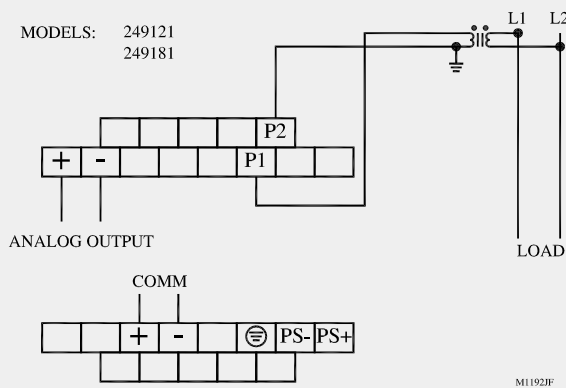 MODELS: 249121
249181
L1 L2
P2
+ - P1
ANALOG OUTPUT
LOAD
COMM
+ - PS- PS+
M1192JF